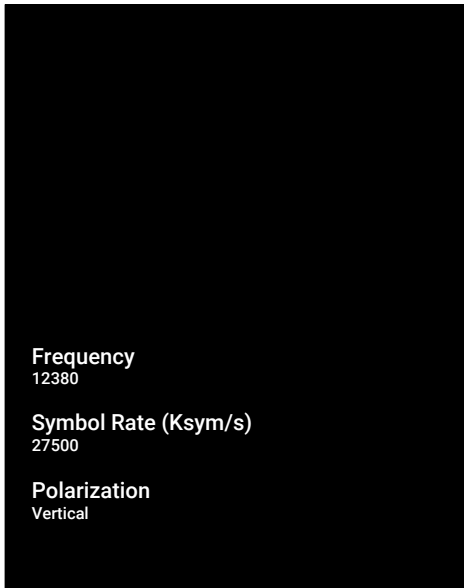 Frequency
12380
Symbol Rate (Ksym/s)
27500
Polarization
Vertical